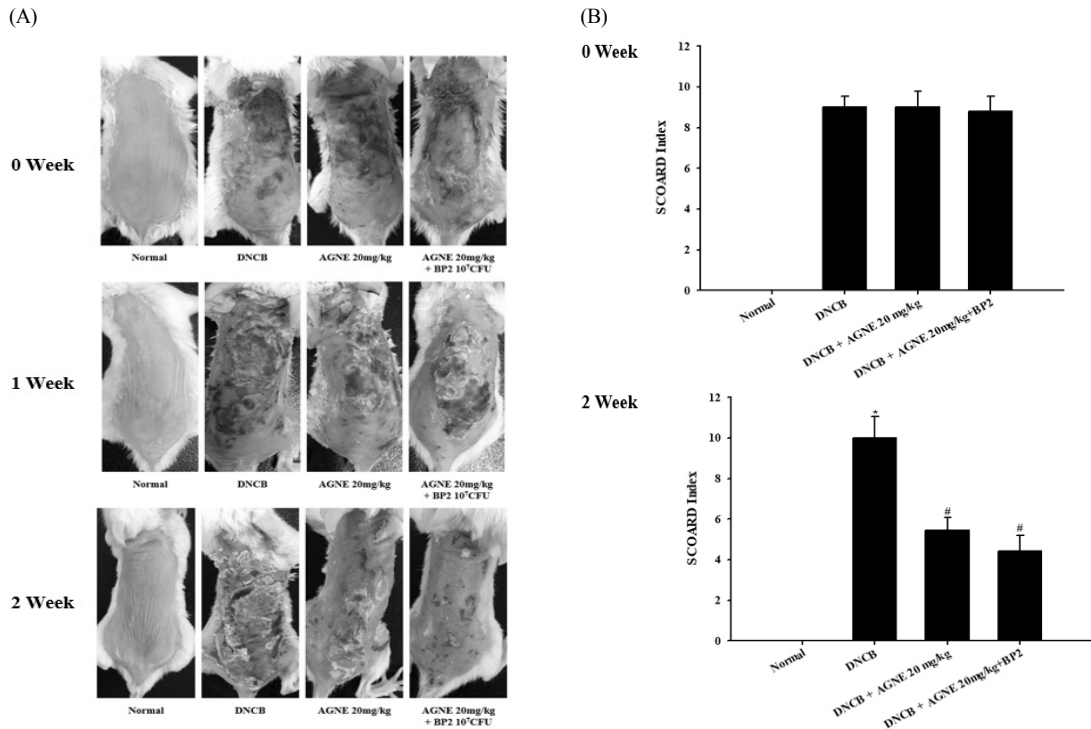 (A)
0 Week
Normal
DNCB
AGNE 20mg/kg
AGNE 20mg/kg
+ BP2 10⁷CFU
1 Week
Normal
DNCB
AGNE 20mg/kg
AGNE 20mg/kg
+ BP2 10⁷CFU
2 Week
Normal
DNCB
AGNE 20mg/kg
AGNE 20mg/kg
+ BP2 10⁷CFU
(B)
0 Week
12
10
8
6
4
2
0
SCOARD Index
Normal
DNCB
DNCB + AGNE 20 mg/kg
DNCB + AGNE 20mg/kg+BP2
2 Week
12
10
8
6
4
2
0
SCOARD Index
*
#
#
Normal
DNCB
DNCB + AGNE 20 mg/kg
DNCB + AGNE 20mg/kg+BP2